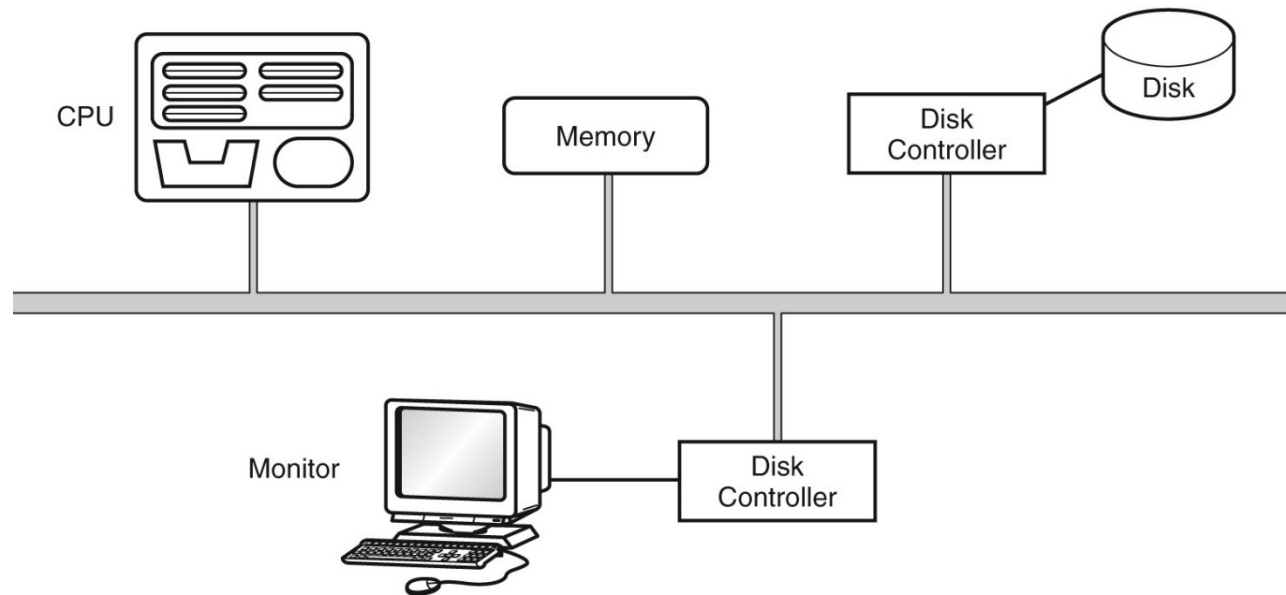 CPU
Memory
Disk
Controller
Disk
Monitor
Disk
Controller